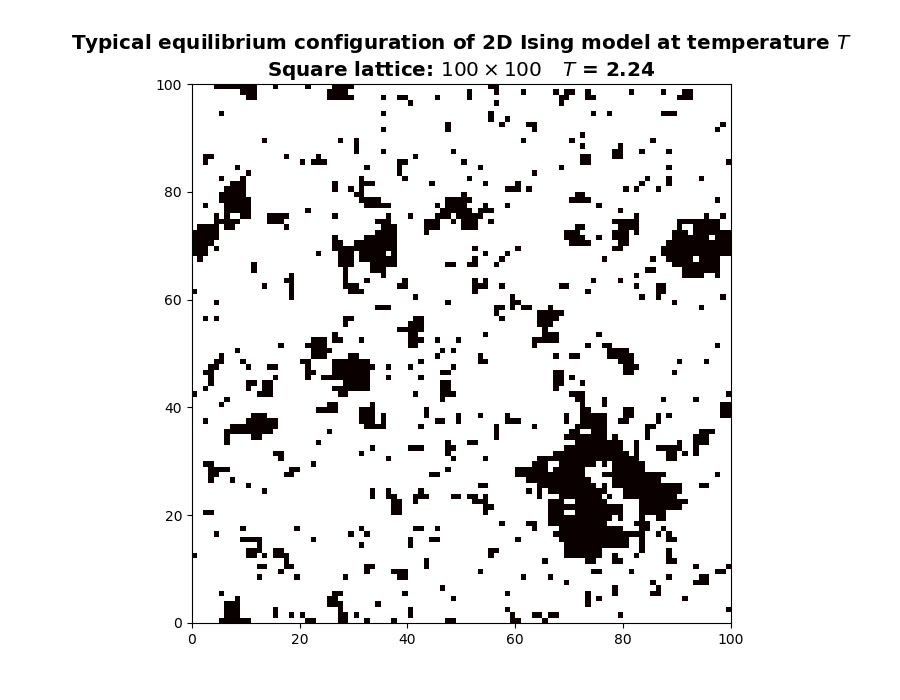 Typical equilibrium configuration of 2D Ising model at temperature T
Square lattice: 100 × 100 T = 2.24
100
80
60
40
20
0
0 20 40 60 80 100